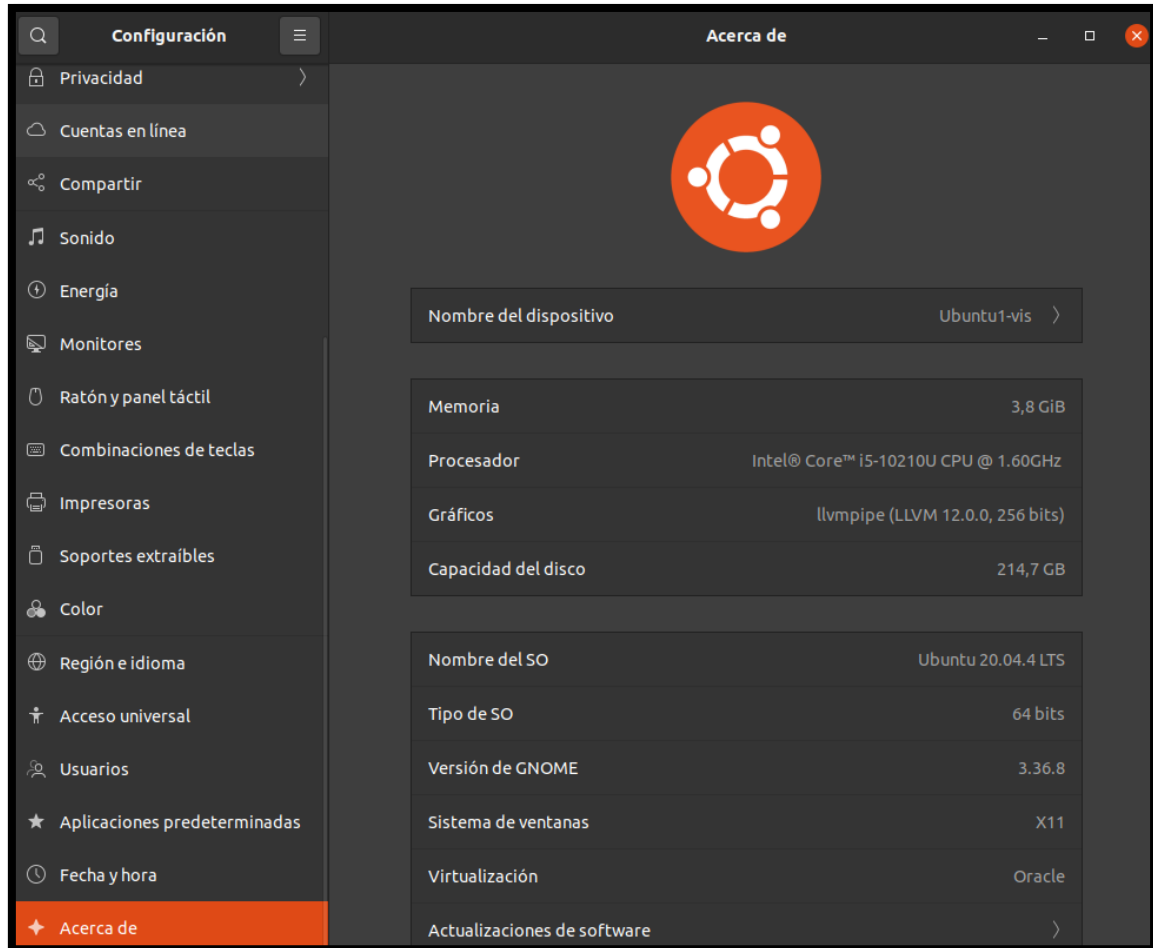 Configuración
Privacidad
Cuentas en línea
Compartir
Sonido
Energía
Monitores
Ratón y panel táctil
Combinaciones de teclas
Impresoras
Soportes extraíbles
Color
Región e idioma
Acceso universal
Usuarios
Aplicaciones predeterminadas
Fecha y hora
Acerca de
Acerca de
Nombre del dispositivo Ubuntu1-vis
Memoria 3,8 GiB
Procesador Intel® Core™ i5-10210U CPU @ 1.60GHz
Gráficos llvmpipe (LLVM 12.0.0, 256 bits)
Capacidad del disco 214,7 GB
Nombre del SO Ubuntu 20.04.4 LTS
Tipo de SO 64 bits
Versión de GNOME 3.36.8
Sistema de ventanas X11
Virtualización Oracle
Actualizaciones de software